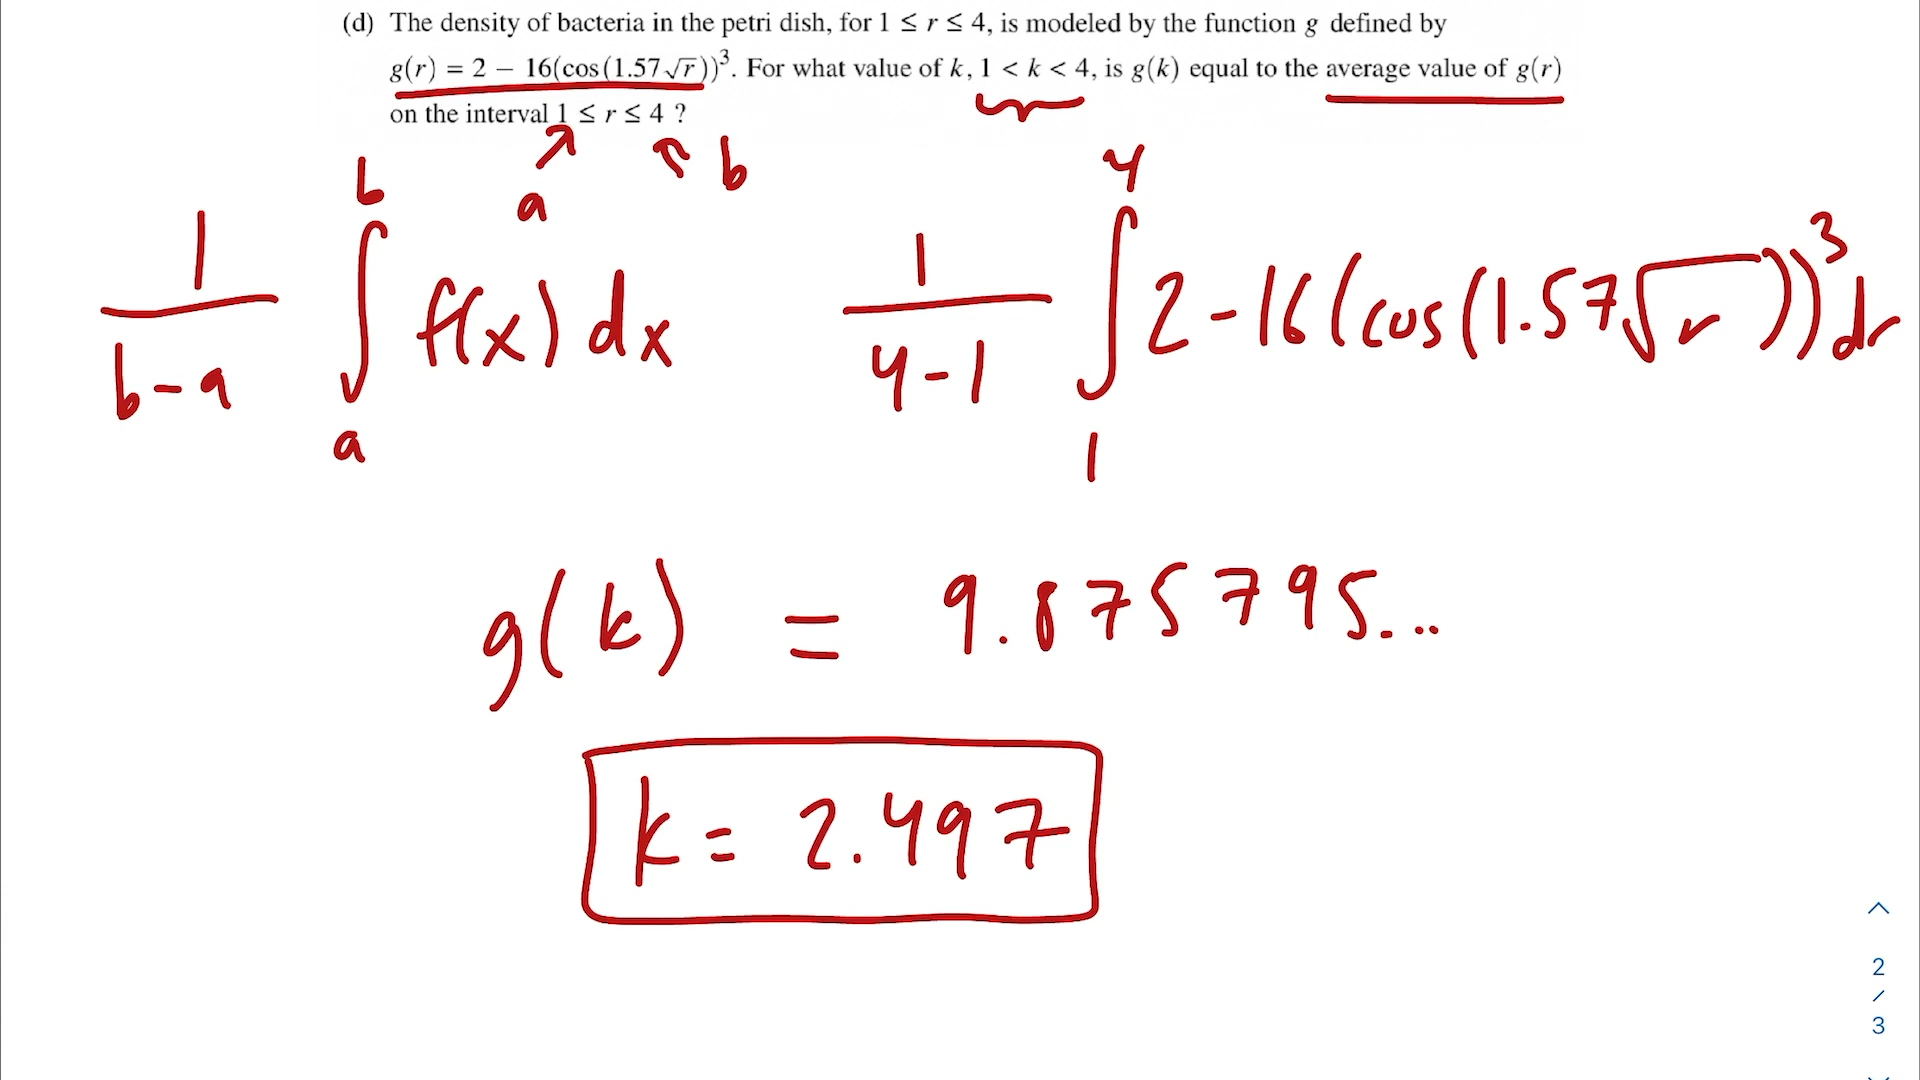 (d) The density of bacteria in the petri dish, for 1 ≤ r ≤ 4, is modeled by the function g defined by
g(r) = 2 − 16(cos(1.57√r))³. For what value of k, 1 < k < 4, is g(k) equal to the average value of g(r)
on the interval 1 ≤ r ≤ 4 ?
a b
1/(b-a) ∫_a^b f(x) dx
1/(4-1) ∫_1^4 2-16(cos(1.57√r))³dr
g(k) = 9.875795...
k = 2.497
2
/
3